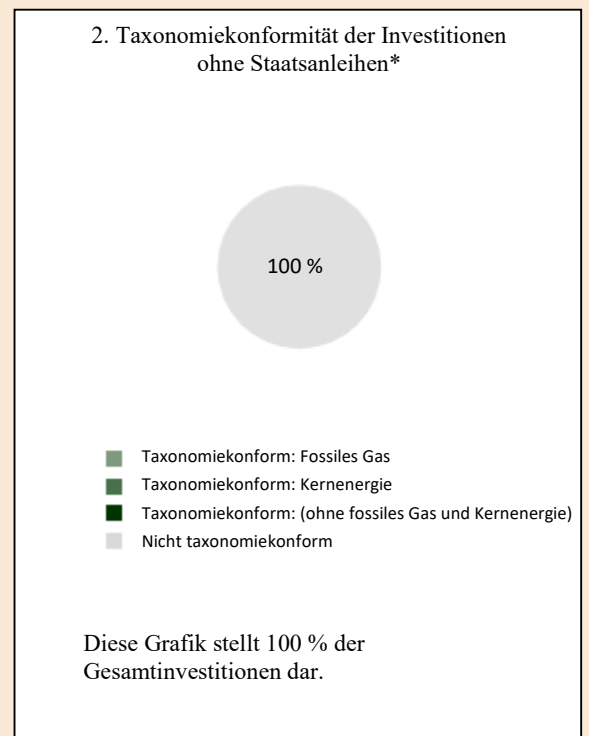 2. Taxonomiekonformität der Investitionen
ohne Staatsanleihen*
100 %
Taxonomiekonform: Fossiles Gas
Taxonomiekonform: Kernenergie
Taxonomiekonform: (ohne fossiles Gas und Kernenergie)
Nicht taxonomiekonform
Diese Grafik stellt 100 % der
Gesamtinvestitionen dar.